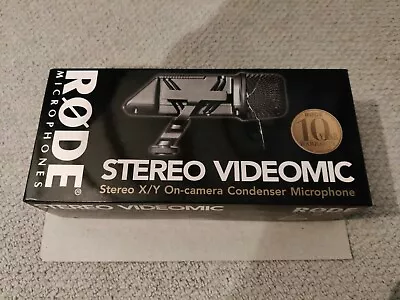 RØDE®
MICROPHONES
10
STEREO VIDEOMIC
Stereo X/Y On-camera Condenser Microphone
STEREO VIDEOMIC
RØDE